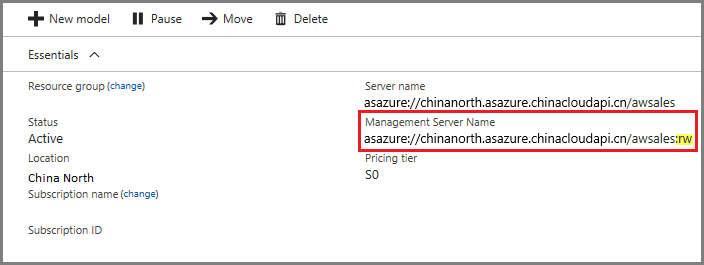 New model Pause Move Delete
Essentials
Resource group (change)
Server name
asazure://chinanorth.asazure.chinacloudapi.cn/awsales
Status
Active
Management Server Name
asazure://chinanorth.asazure.chinacloudapi.cn/awsales:rw
Location
China North
Pricing tier
S0
Subscription name (change)
Subscription ID